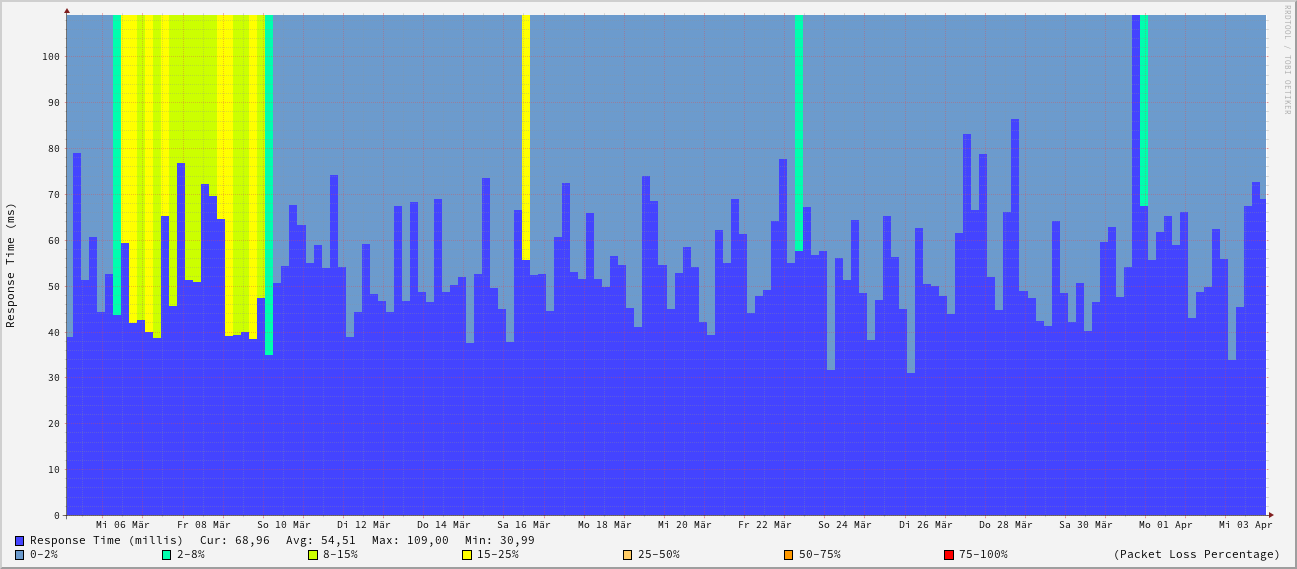 RRDTOOL / TOBI OETIKER
Response Time (ms)
100
90
80
70
60
50
40
30
20
10
0
Mi 06 Mär Fr 08 Mär So 10 Mär Di 12 Mär Do 14 Mär Sa 16 Mär Mo 18 Mär Mi 20 Mär Fr 22 Mär So 24 Mär Di 26 Mär Do 28 Mär Sa 30 Mär Mo 01 Apr Mi 03 Apr
Response Time (millis) Cur: 68,96 Avg: 54,51 Max: 109,00 Min: 30,99
0-2% 2-8% 8-15% 15-25% 25-50% 50-75% 75-100% (Packet Loss Percentage)